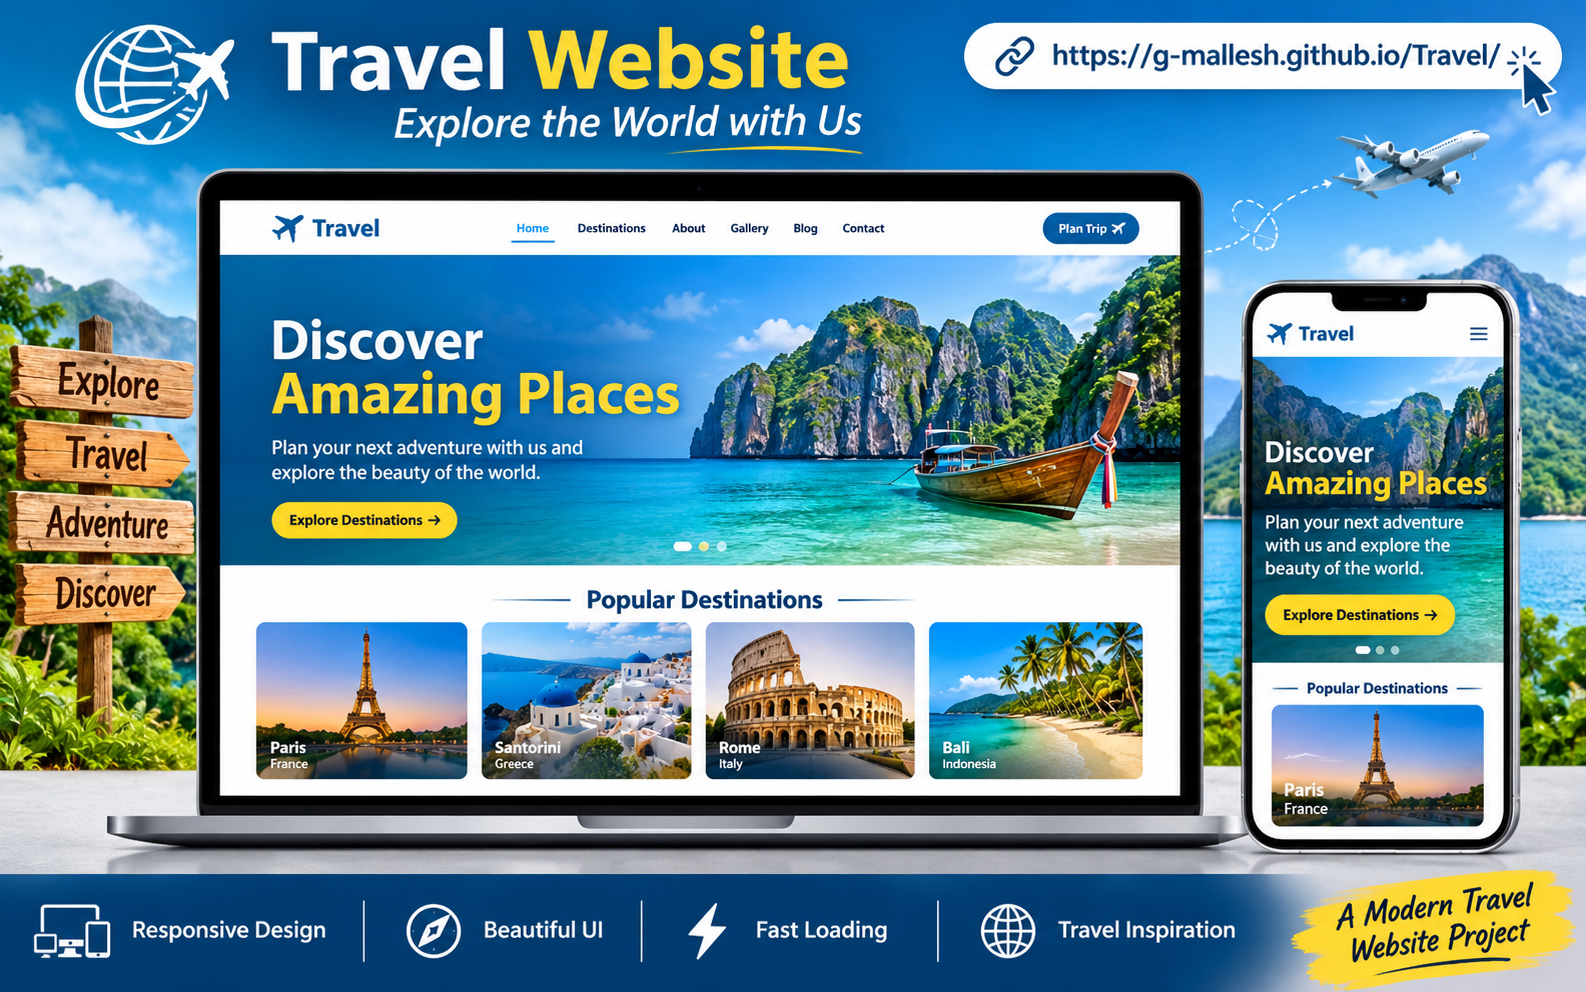 Travel Website
Explore the World with Us
https://g-mallesh.github.io/Travel/
Travel
Home
Destinations
About
Gallery
Blog
Contact
Plan Trip
Discover
Amazing Places
Plan your next adventure with us and
explore the beauty of the world.
Explore Destinations →
Popular Destinations
Paris
France
Santorini
Greece
Rome
Italy
Bali
Indonesia
Explore
Travel
Adventure
Discover
Travel
Discover
Amazing Places
Plan your next adventure
with us and explore the
beauty of the world.
Explore Destinations →
Popular Destinations
Paris
France
Responsive Design
Beautiful UI
Fast Loading
Travel Inspiration
A Modern Travel
Website Project